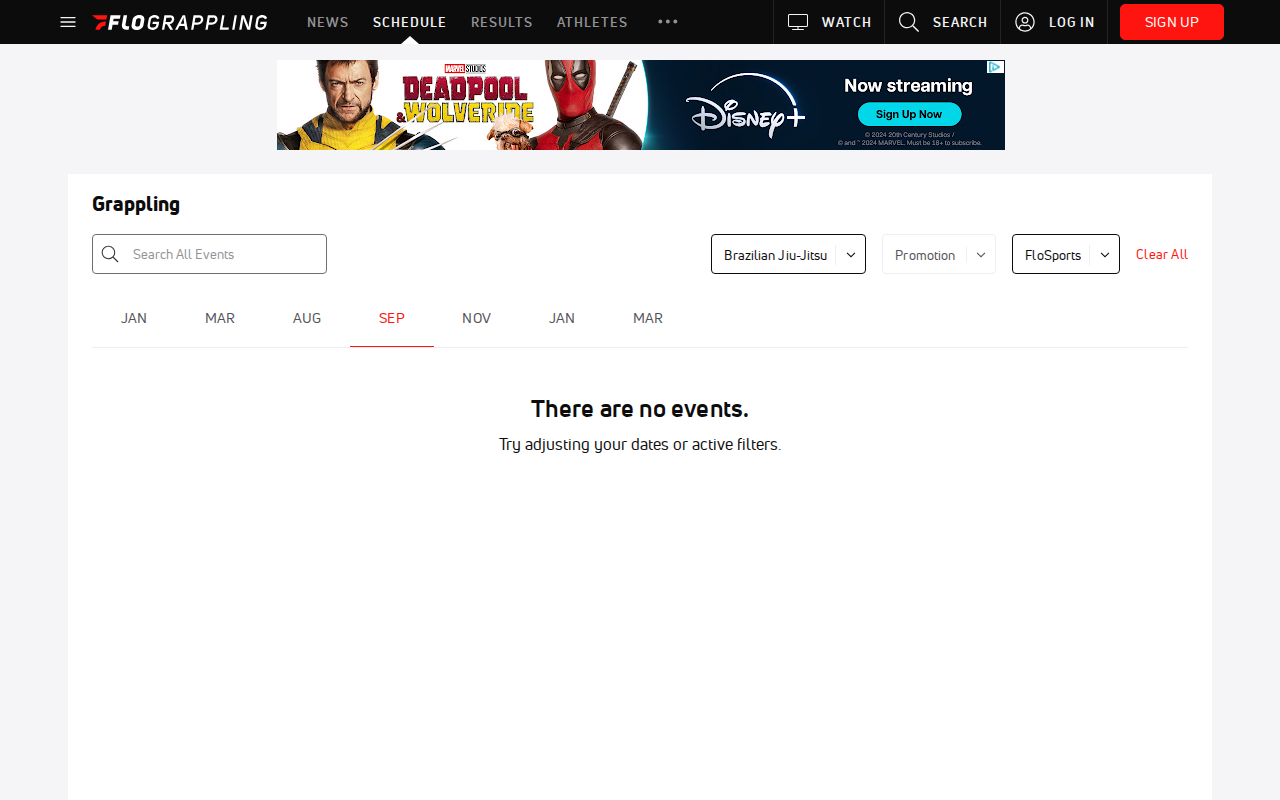 FLOGRAPPLING
NEWS
SCHEDULE
RESULTS
ATHLETES
WATCH
SEARCH
LOG IN
SIGN UP
MARVEL STUDIOS
DEADPOOL
& WOLVERINE
Disney+
Now streaming
Sign Up Now
© 2024 20th Century Studios /
© and ™ 2024 MARVEL. Must be 18+ to subscribe.
Grappling
Search All Events
Brazilian Jiu-Jitsu
Promotion
FloSports
Clear All
JAN
MAR
AUG
SEP
NOV
JAN
MAR
There are no events.
Try adjusting your dates or active filters.